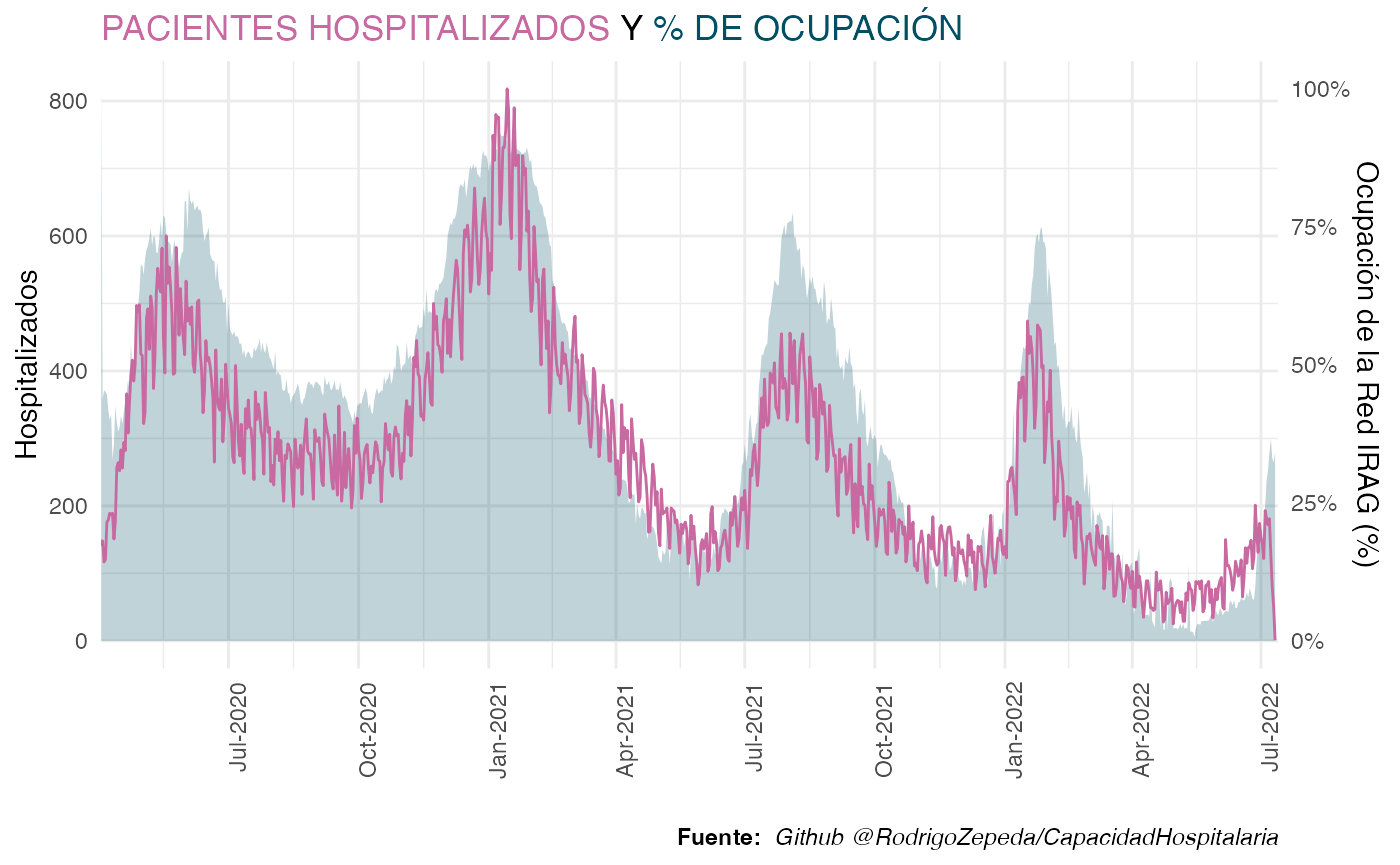 PACIENTES HOSPITALIZADOS Y % DE OCUPACIÓN
Hospitalizados
800
600
400
200
0
100%
75%
50%
25%
0%
Ocupación de la Red IRAG (%)
Jul-2020
Oct-2020
Jan-2021
Apr-2021
Jul-2021
Oct-2021
Jan-2022
Apr-2022
Jul-2022
Fuente: Github @RodrigoZepeda/CapacidadHospitalaria